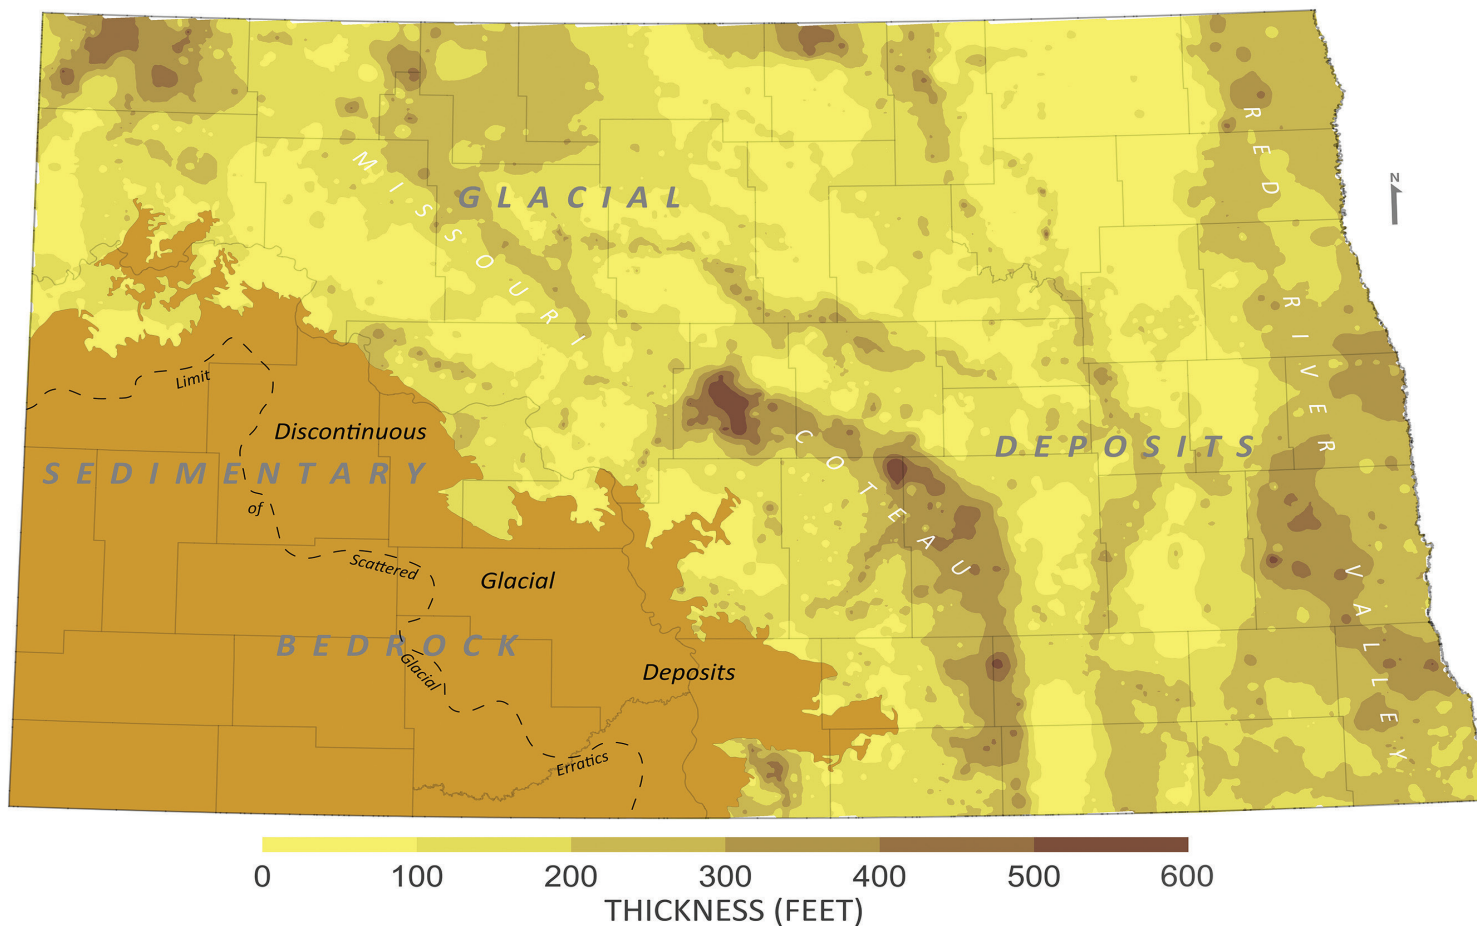 N
RED RIVER VALLEY
MISSOURI COTEAU
GLACIAL DEPOSITS
Limit of Scattered Glacial Erratics
Discontinuous Glacial Deposits
SEDIMENTARY
BEDROCK
0 100 200 300 400 500 600
THICKNESS (FEET)